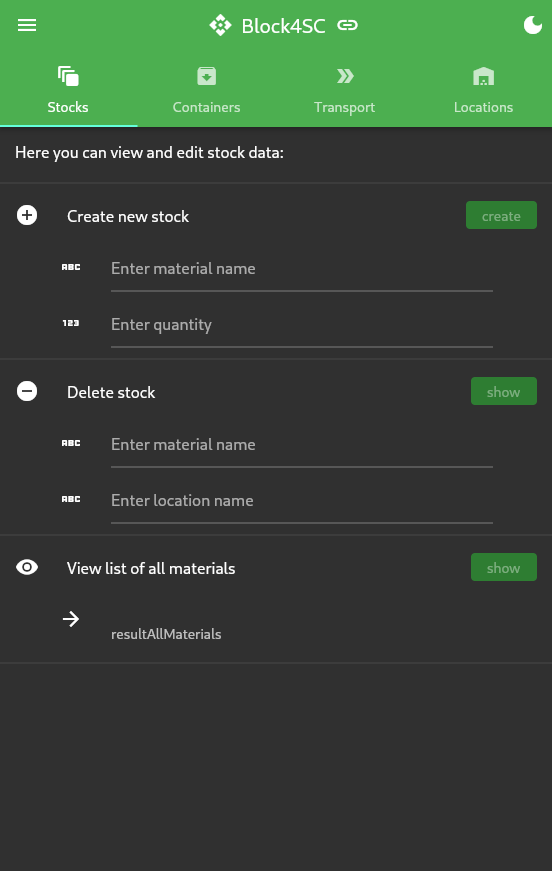 Block4SC
Stocks
Containers
Transport
Locations
Here you can view and edit stock data:
Create new stock
create
ABC
Enter material name
123
Enter quantity
Delete stock
show
ABC
Enter material name
ABC
Enter location name
View list of all materials
show
resultAllMaterials